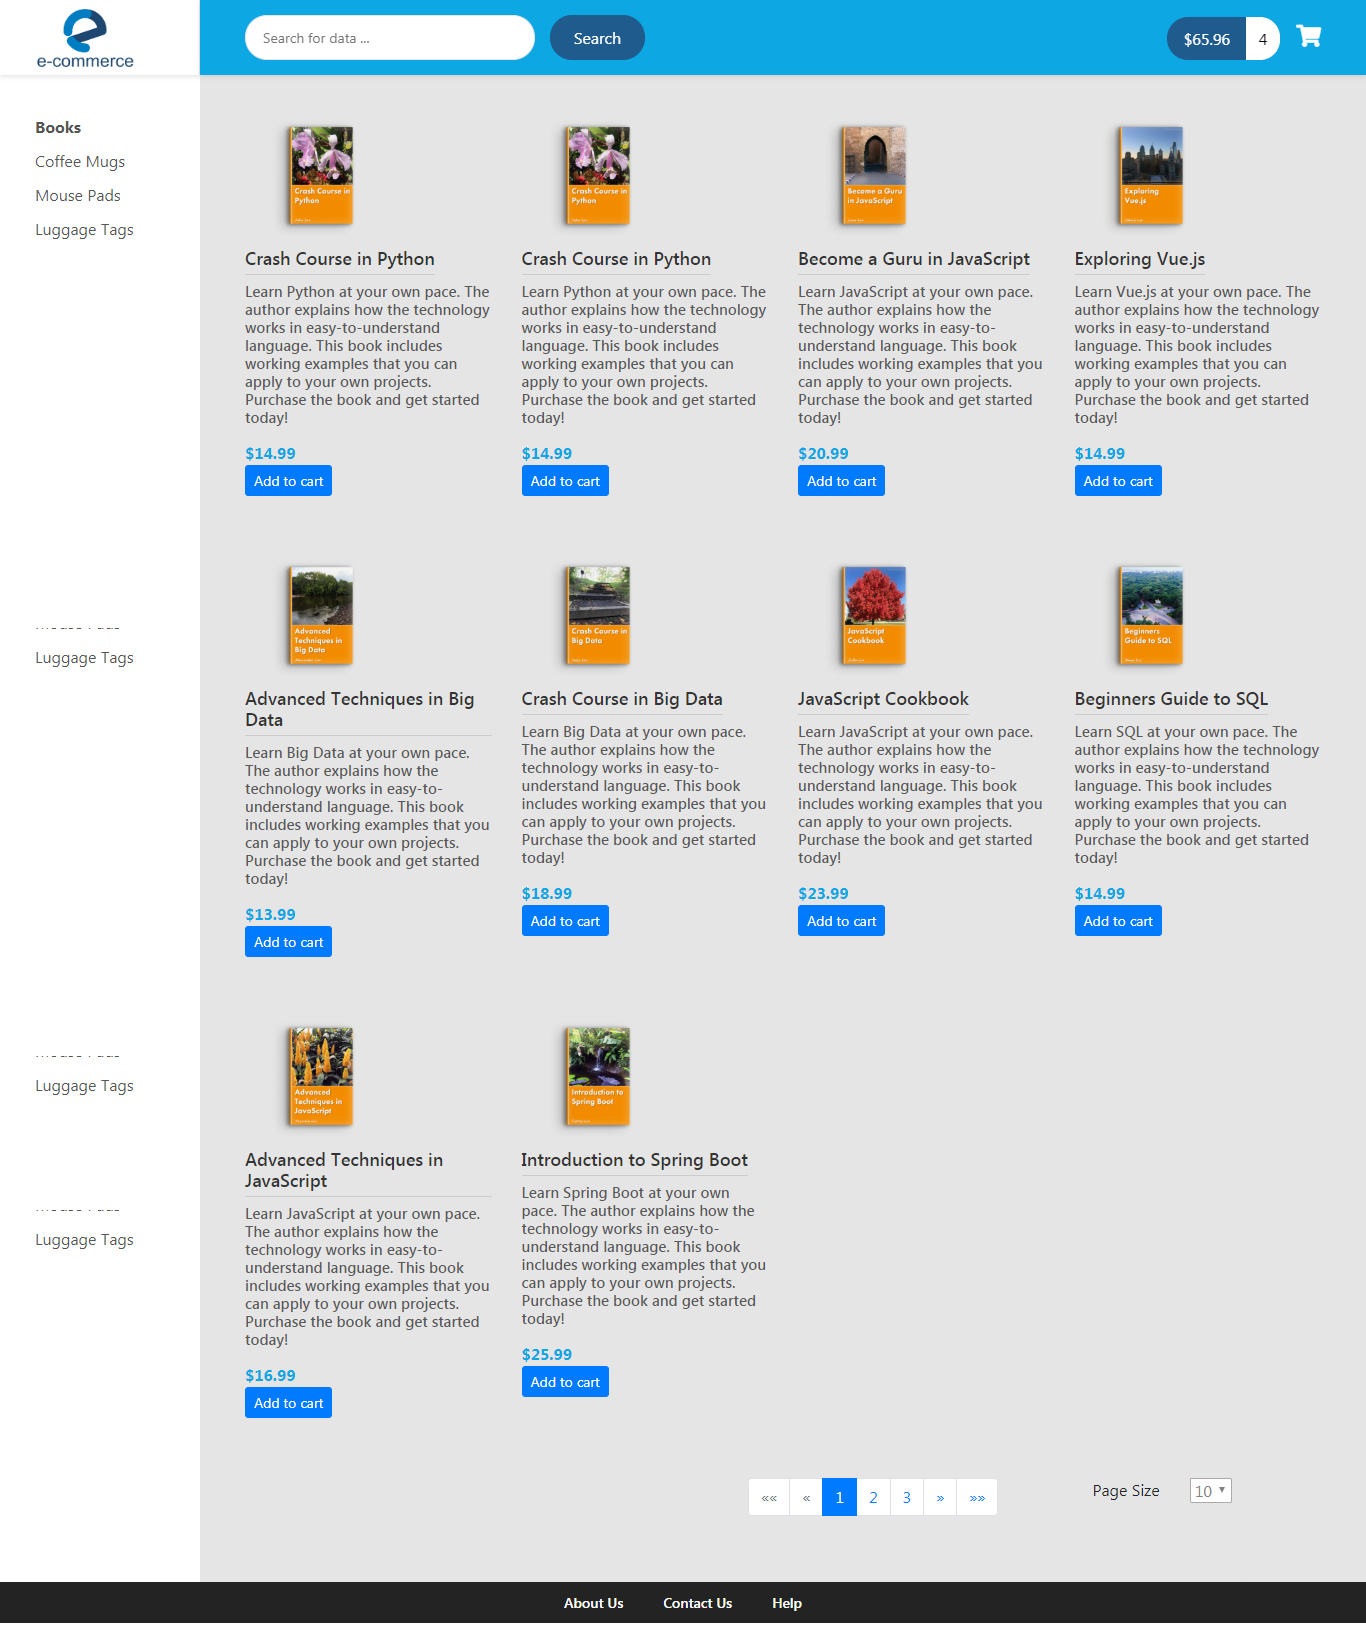 e-commerce
Search for data ...
Search
$65.96
4
Books
Coffee Mugs
Mouse Pads
Luggage Tags
Crash Course in
Python
Crash Course in
Python
Become a Guru
in JavaScript
Exploring
Vue.js
Crash Course in Python
Learn Python at your own pace. The
author explains how the technology
works in easy-to-understand
language. This book includes
working examples that you can
apply to your own projects.
Purchase the book and get started
today!
$14.99
Add to cart
Crash Course in Python
Learn Python at your own pace. The
author explains how the technology
works in easy-to-understand
language. This book includes
working examples that you can
apply to your own projects.
Purchase the book and get started
today!
$14.99
Add to cart
Become a Guru in JavaScript
Learn JavaScript at your own pace.
The author explains how the
technology works in easy-to-
understand language. This book
includes working examples that you
can apply to your own projects.
Purchase the book and get started
today!
$20.99
Add to cart
Exploring Vue.js
Learn Vue.js at your own pace. The
author explains how the technology
works in easy-to-understand
language. This book includes
working examples that you can
apply to your own projects.
Purchase the book and get started
today!
$14.99
Add to cart
Luggage Tags
Advanced
Techniques in
Big Data
Crash Course in
Big Data
JavaScript
Cookbook
Beginners
Guide to SQL
Advanced Techniques in Big
Data
Learn Big Data at your own pace.
The author explains how the
technology works in easy-to-
understand language. This book
includes working examples that you
can apply to your own projects.
Purchase the book and get started
today!
$13.99
Add to cart
Crash Course in Big Data
Learn Big Data at your own pace.
The author explains how the
technology works in easy-to-
understand language. This book
includes working examples that you
can apply to your own projects.
Purchase the book and get started
today!
$18.99
Add to cart
JavaScript Cookbook
Learn JavaScript at your own pace.
The author explains how the
technology works in easy-to-
understand language. This book
includes working examples that you
can apply to your own projects.
Purchase the book and get started
today!
$23.99
Add to cart
Beginners Guide to SQL
Learn SQL at your own pace. The
author explains how the technology
works in easy-to-understand
language. This book includes
working examples that you can
apply to your own projects.
Purchase the book and get started
today!
$14.99
Add to cart
Luggage Tags
Advanced
Techniques in
JavaScript
Introduction to
Spring Boot
Advanced Techniques in
JavaScript
Learn JavaScript at your own pace.
The author explains how the
technology works in easy-to-
understand language. This book
includes working examples that you
can apply to your own projects.
Purchase the book and get started
today!
$16.99
Add to cart
Introduction to Spring Boot
Learn Spring Boot at your own
pace. The author explains how the
technology works in easy-to-
understand language. This book
includes working examples that you
can apply to your own projects.
Purchase the book and get started
today!
$25.99
Add to cart
Luggage Tags
«« « 1 2 3 » »»
Page Size 10
About Us Contact Us Help